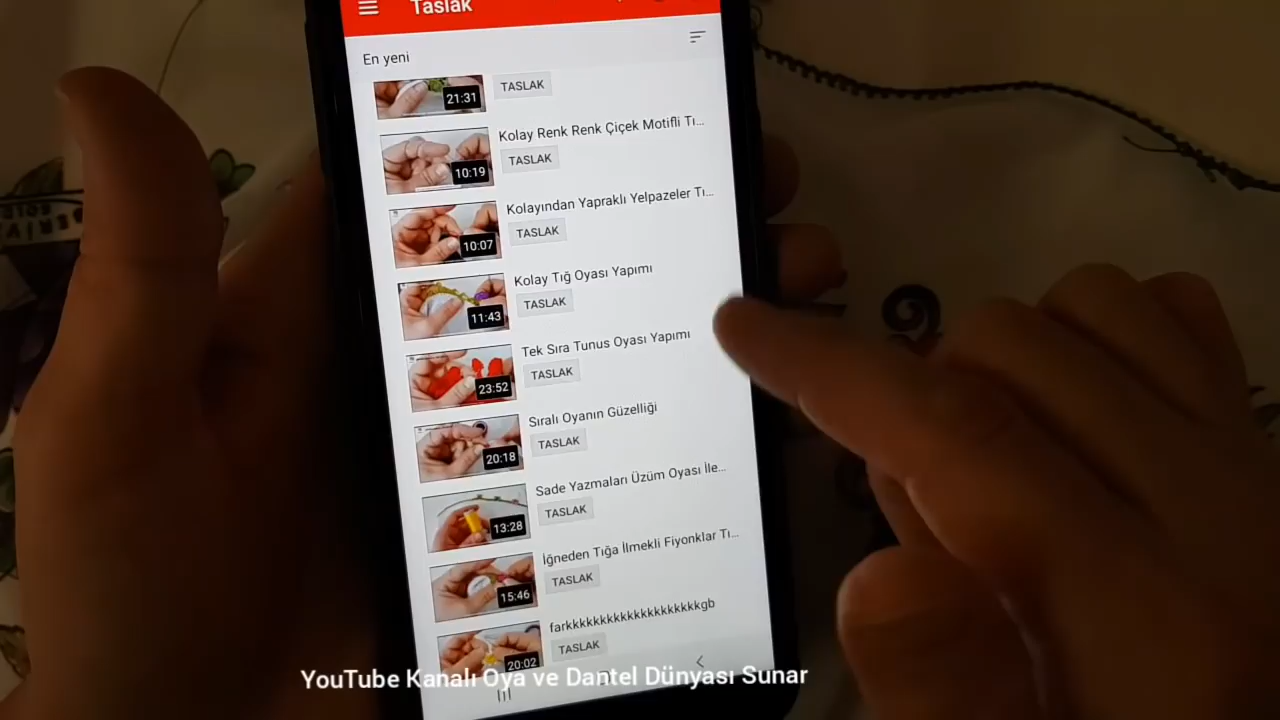 Taslak
En yeni
21:31
TASLAK
Kolay Renk Renk Çiçek Motifli Tı...
10:19
TASLAK
Kolayından Yapraklı Yelpazeler Tı...
10:07
TASLAK
Kolay Tığ Oyası Yapımı
11:43
TASLAK
Tek Sıra Tunus Oyası Yapımı
23:52
TASLAK
Sıralı Oyanın Güzelliği
20:18
TASLAK
Sade Yazmaları Üzüm Oyası İle...
13:28
TASLAK
İğneden Tığa İlmekli Fiyonklar Tı...
15:46
TASLAK
farkkkkkkkkkkkkkkkkkkkgb
20:02
TASLAK
YouTube Kanalı Oya ve Dantel Dünyası Sunar